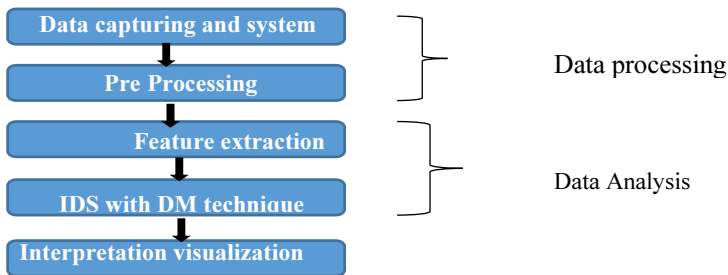 Data capturing and system
Pre Processing
Data processing
Feature extraction
IDS with DM technique
Data Analysis
Interpretation visualization